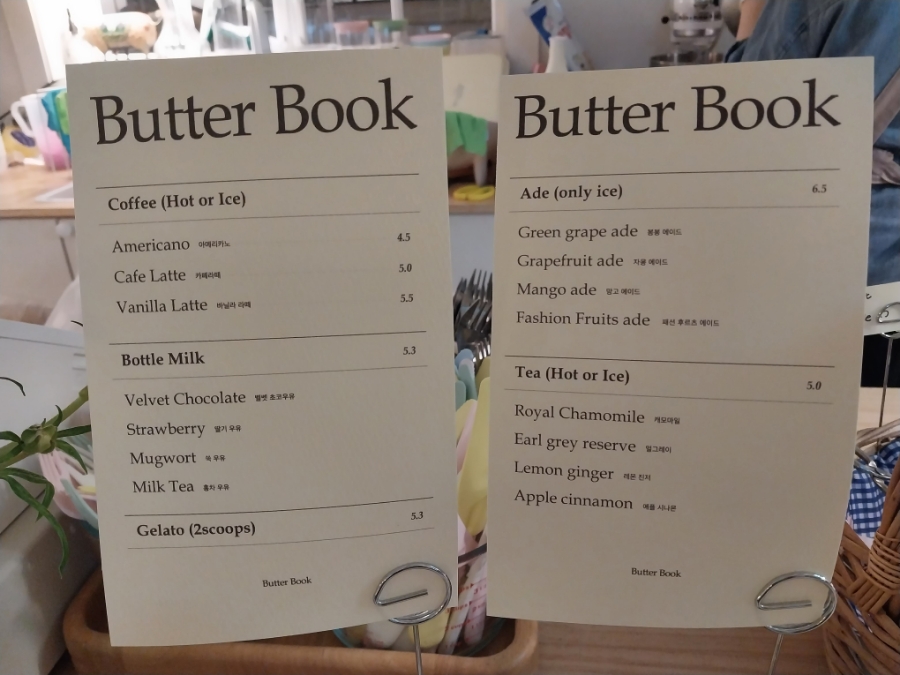 Butter Book
Coffee (Hot or Ice)
Americano 아메리카노 4.5
Cafe Latte 카페라떼 5.0
Vanilla Latte 바닐라 라떼 5.5
Bottle Milk 5.3
Velvet Chocolate 벨벳 초코우유
Strawberry 딸기 우유
Mugwort 쑥 우유
Milk Tea 홍차 우유
Gelato (2scoops) 5.3
Butter Book
Butter Book
Ade (only ice) 6.5
Green grape ade 봉봉 에이드
Grapefruit ade 자몽 에이드
Mango ade 망고 에이드
Fashion Fruits ade 패션 후르츠 에이드
Tea (Hot or Ice) 5.0
Royal Chamomile 캐모마일
Earl grey reserve 얼그레이
Lemon ginger 레몬 진저
Apple cinnamon 애플 시나몬
Butter Book